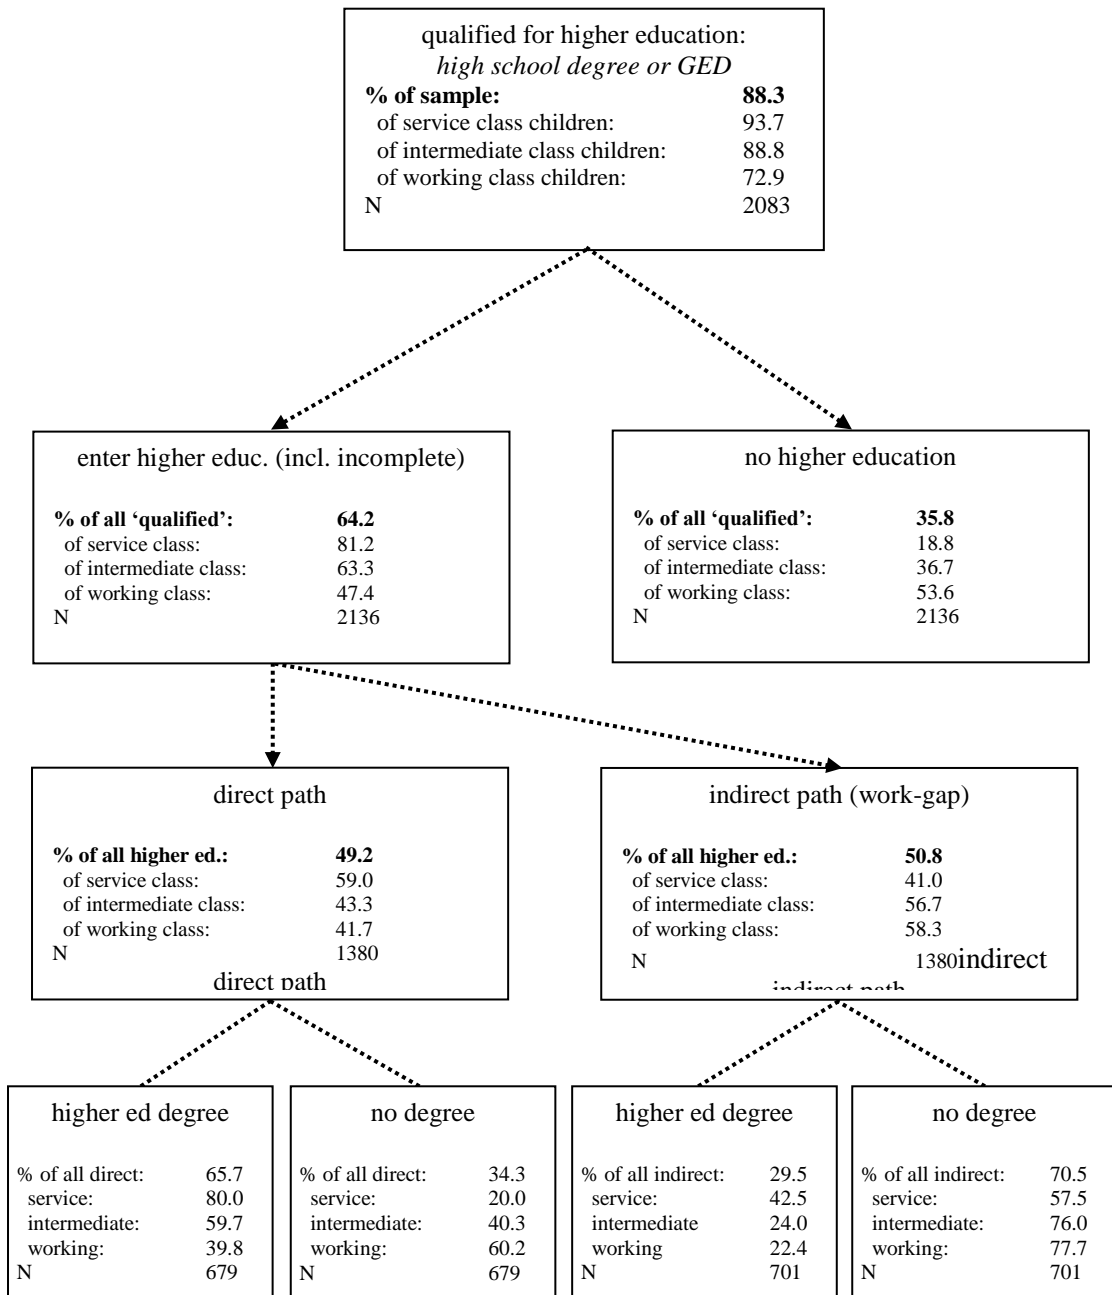 qualified for higher education:
high school degree or GED
% of sample: 88.3
of service class children: 93.7
of intermediate class children: 88.8
of working class children: 72.9
N 2083
enter higher educ. (incl. incomplete)
% of all ‘qualified’: 64.2
of service class: 81.2
of intermediate class: 63.3
of working class: 47.4
N 2136
no higher education
% of all ‘qualified’: 35.8
of service class: 18.8
of intermediate class: 36.7
of working class: 53.6
N 2136
direct path
% of all higher ed.: 49.2
of service class: 59.0
of intermediate class: 43.3
of working class: 41.7
N 1380
direct path
indirect path (work-gap)
% of all higher ed.: 50.8
of service class: 41.0
of intermediate class: 56.7
of working class: 58.3
N 1380indirect
indirect path
higher ed degree
% of all direct: 65.7
service: 80.0
intermediate: 59.7
working: 39.8
N 679
no degree
% of all direct: 34.3
service: 20.0
intermediate: 40.3
working: 60.2
N 679
higher ed degree
% of all indirect: 29.5
service: 42.5
intermediate 24.0
working 22.4
N 701
no degree
% of all indirect: 70.5
service: 57.5
intermediate: 76.0
working: 77.7
N 701